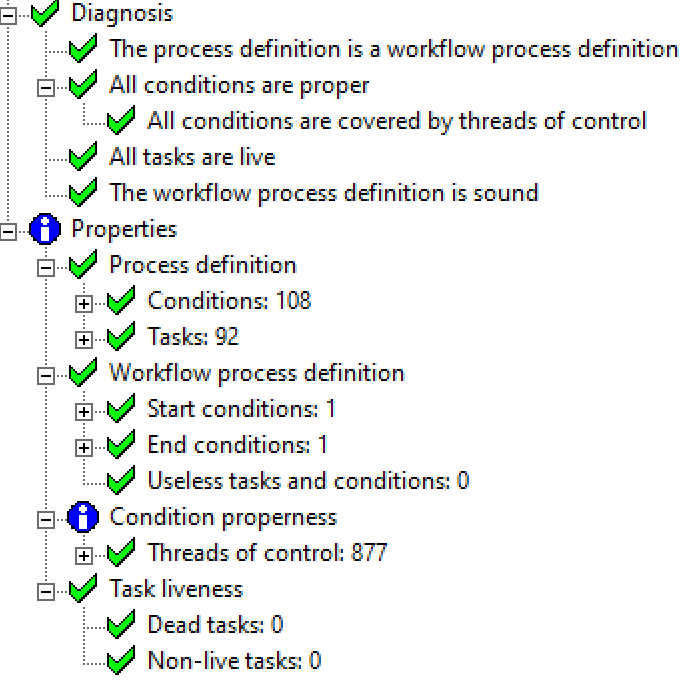 Diagnosis
The process definition is a workflow process definition
All conditions are proper
All conditions are covered by threads of control
All tasks are live
The workflow process definition is sound
Properties
Process definition
Conditions: 108
Tasks: 92
Workflow process definition
Start conditions: 1
End conditions: 1
Useless tasks and conditions: 0
Condition properness
Threads of control: 877
Task liveness
Dead tasks: 0
Non-live tasks: 0